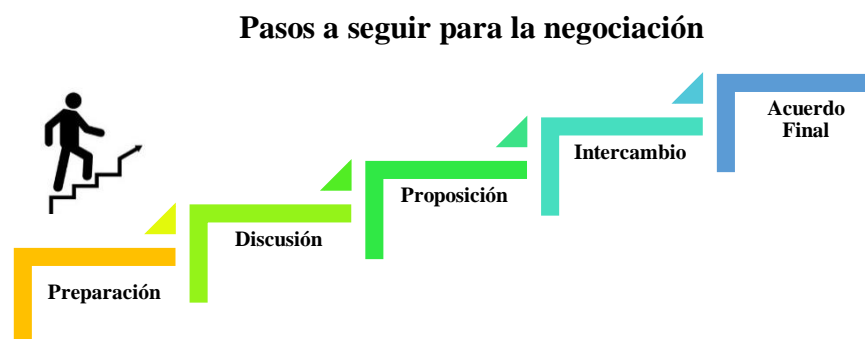 Pasos a seguir para la negociación
Preparación
Discusión
Proposición
Intercambio
Acuerdo
Final